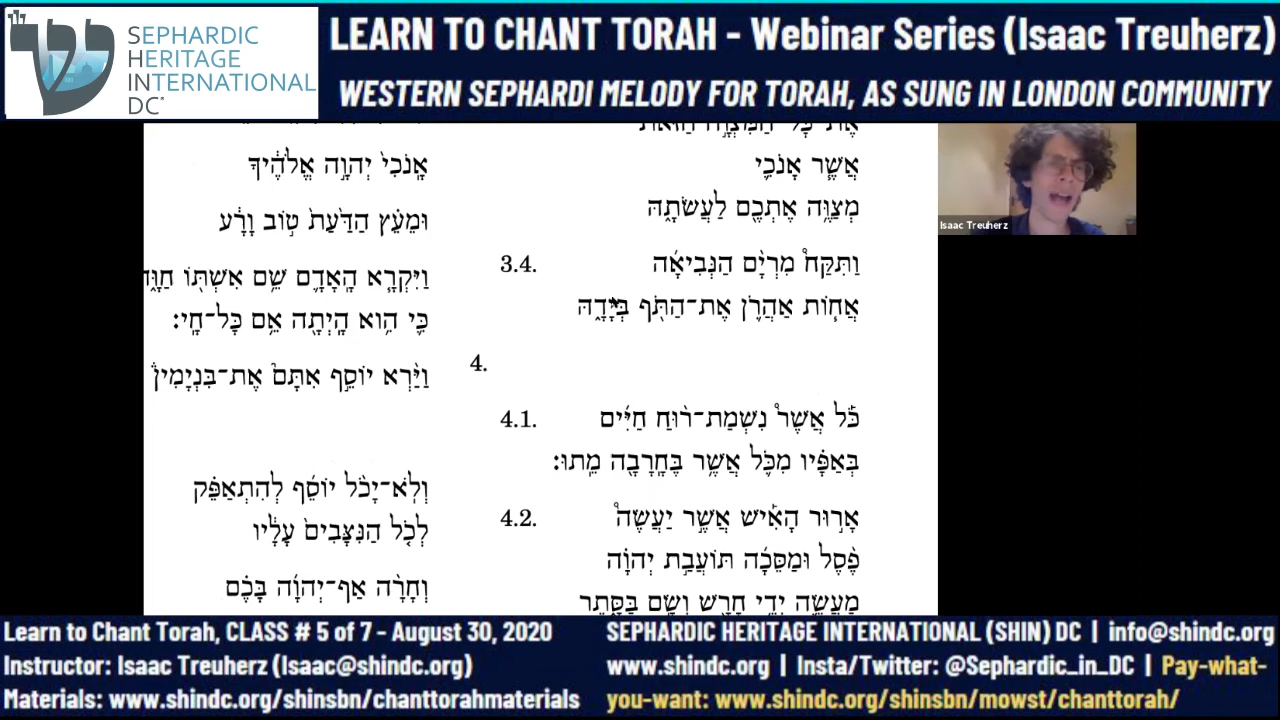 SEPHARDIC
HERITAGE
INTERNATIONAL
DC
LEARN TO CHANT TORAH - Webinar Series (Isaac Treuherz)
WESTERN SEPHARDI MELODY FOR TORAH, AS SUNG IN LONDON COMMUNITY
Isaac Treuherz
אֲשֶׁ֧ר אָנֹכִ֛י
מְצַוֶּ֥ה אֶתְכֶ֖ם לַעֲשֹׂתָ֑הּ
3.4.
וַתִּקַּח֩ מִרְיָ֨ם הַנְּבִיאָ֜ה
אֲח֧וֹת אַהֲרֹ֛ן אֶת־הַתֹּ֖ף בְּיָדָ֑הּ
4.
4.1.
כֹּ֡ל אֲשֶׁר֩ נִשְׁמַת־ר֨וּחַ חַיִּ֜ים
בְּאַפָּ֗יו מִכֹּ֛ל אֲשֶׁ֥ר בֶּחָֽרָבָ֖ה מֵֽתוּ׃
4.2.
אָר֣וּר הָאִ֡ישׁ אֲשֶׁ֣ר יַעֲשֶׂה֩
פֶ֨סֶל וּמַסֵּכָ֜ה תּוֹעֲבַ֣ת יְהוָ֗ה
מַעֲשֵׂ֛ה יְדֵ֥י חָרָ֖שׁ וְשָׂ֣ם בַּסָּ֑תֶר
אָֽנֹכִי֙ יְהוָ֣ה אֱלֹהֶ֔יךָ
וּמֵעֵ֗ץ הַדַּ֙עַת֙ ט֣וֹב וָרָ֔ע
וַיִּקְרָ֧א הָֽאָדָ֛ם שֵׁ֥ם אִשְׁתּ֖וֹ חַוָּ֑ה
כִּ֛י הִ֥וא הָֽיְתָ֖ה אֵ֥ם כָּל־חָֽי׃
וַיַּ֨רְא יוֹסֵ֣ף אִתָּם֮ אֶת־בִּנְיָמִין֒
וְלֹֽא־יָכֹ֨ל יוֹסֵ֜ף לְהִתְאַפֵּ֗ק
לְכֹ֤ל הַנִּצָּבִים֙ עָלָ֔יו
וְחָרָ֨ה אַף־יְהוָ֜ה בָּכֶ֗ם
Learn to Chant Torah, CLASS # 5 of 7 - August 30, 2020
Instructor: Isaac Treuherz (Isaac@shindc.org)
Materials: www.shindc.org/shinsbn/chanttorahmaterials
SEPHARDIC HERITAGE INTERNATIONAL (SHIN) DC | info@shindc.org
www.shindc.org | Insta/Twitter: @Sephardic_in_DC | Pay-what-
you-want: www.shindc.org/shinsbn/mowst/chanttorah/